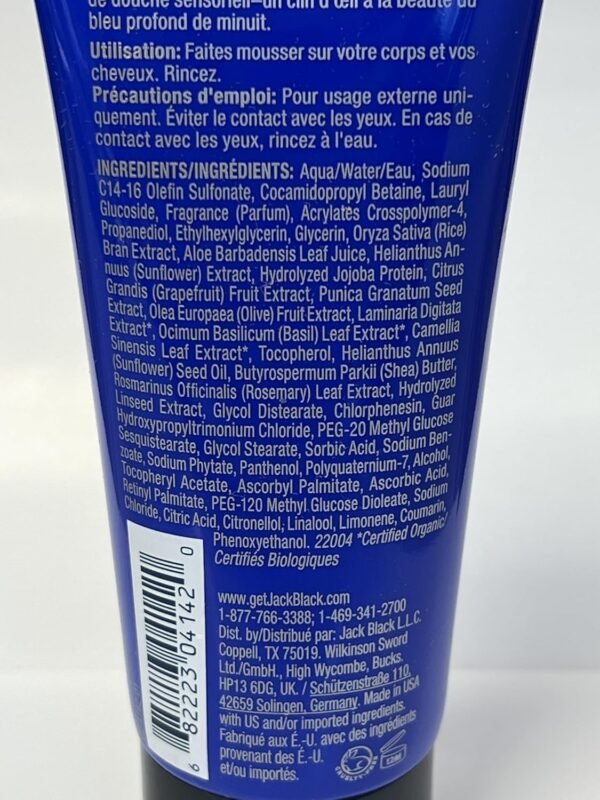 de douche sensoriel–un clin d'œil à la beauté du
bleu profond de minuit.
Utilisation: Faites mousser sur votre corps et vos
cheveux. Rincez.
Précautions d'emploi: Pour usage externe uni-
quement. Éviter le contact avec les yeux. En cas de
contact avec les yeux, rincez à l'eau.
INGREDIENTS/INGRÉDIENTS: Aqua/Water/Eau, Sodium
C14-16 Olefin Sulfonate, Cocamidopropyl Betaine, Lauryl
Glucoside, Fragrance (Parfum), Acrylates Crosspolymer-4,
Propanediol, Ethylhexylglycerin, Glycerin, Oryza Sativa (Rice)
Bran Extract, Aloe Barbadensis Leaf Juice, Helianthus An-
nuus (Sunflower) Extract, Hydrolyzed Jojoba Protein, Citrus
Grandis (Grapefruit) Fruit Extract, Punica Granatum Seed
Extract, Olea Europaea (Olive) Fruit Extract, Laminaria Digitata
Extract*, Ocimum Basilicum (Basil) Leaf Extract*, Camellia
Sinensis Leaf Extract*, Tocopherol, Helianthus Annuus
(Sunflower) Seed Oil, Butyrospermum Parkii (Shea) Butter,
Rosmarinus Officinalis (Rosemary) Leaf Extract, Hydrolyzed
Linseed Extract, Glycol Distearate, Chlorphenesin, Guar
Hydroxypropyltrimonium Chloride, PEG-20 Methyl Glucose
Sesquistearate, Glycol Stearate, Sorbic Acid, Sodium Ben-
zoate, Sodium Phytate, Panthenol, Polyquaternium-7, Alcohol,
Tocopheryl Acetate, Ascorbyl Palmitate, Ascorbic Acid,
Retinyl Palmitate, PEG-120 Methyl Glucose Dioleate, Sodium
Chloride, Citric Acid, Citronellol, Linalool, Limonene, Coumarin,
Phenoxyethanol. 22004 *Certified Organic/
Certifiés Biologiques
www.getJackBlack.com
1-877-766-3388; 1-469-341-2700
Dist. by/Distribué par: Jack Black L.L.C.
Coppell, TX 75019. Wilkinson Sword
Ltd./GmbH., High Wycombe, Bucks.
HP13 6DG, UK. / Schützenstraße 110,
42659 Solingen, Germany. Made in USA
with US and/or imported ingredients.
Fabriqué aux É.-U. avec des ingrédients
provenant des É.-U.
et/ou importés.
CRUELTY-FREE
12M
6 82223 04142 0